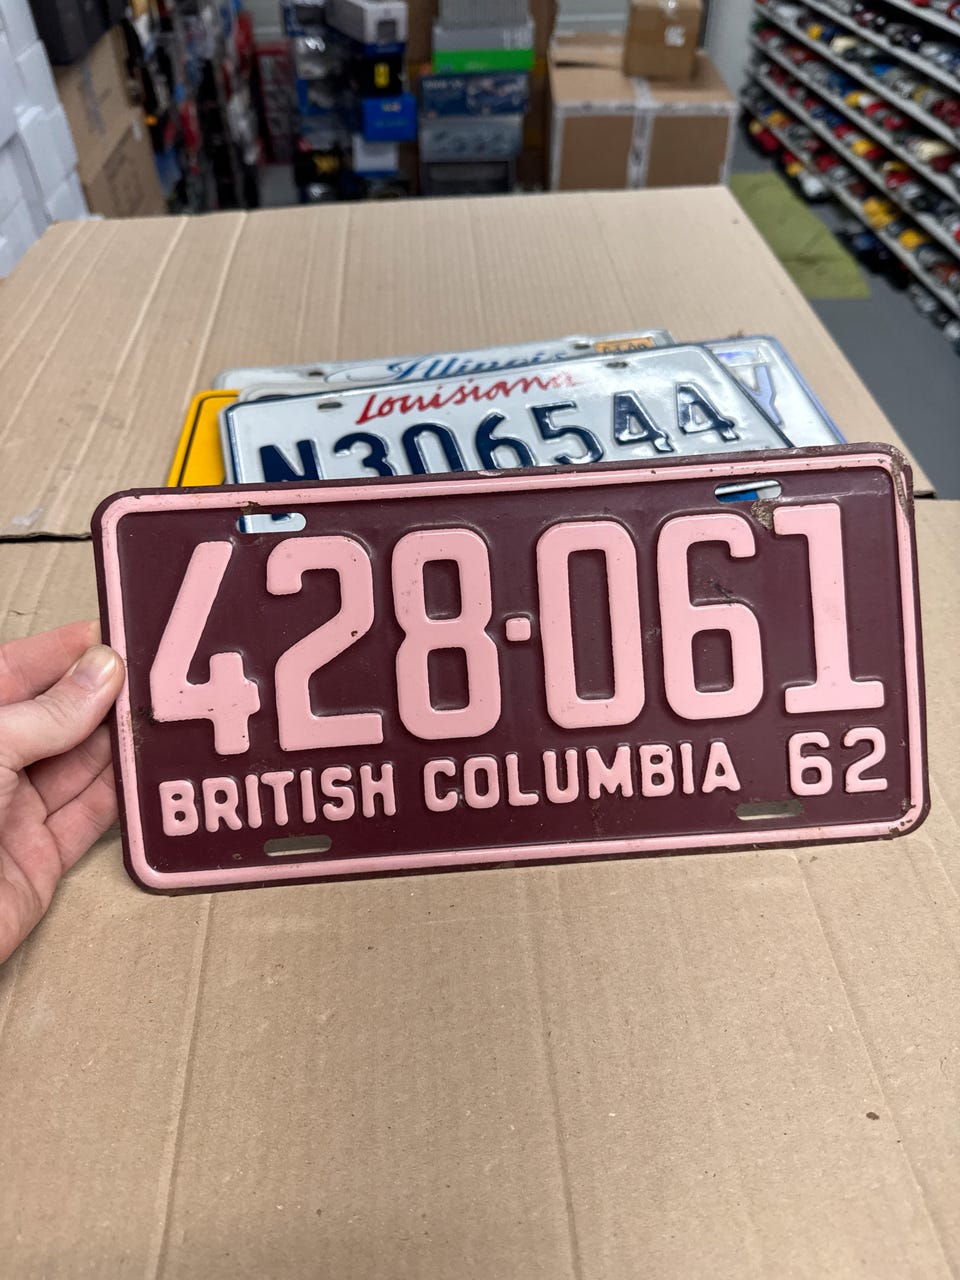 Illinois
Louisiana
N306544
Y
428·061
BRITISH COLUMBIA 62